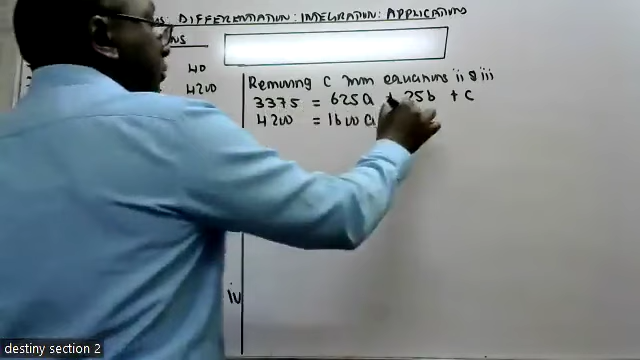 DIFFERENTIATION: INTEGRATION: APPLICATIONS
40
Removing C from equations ii & iii
4200
3375 = 625a + 25b + C
4200 = 1600a
iv
destiny section 2